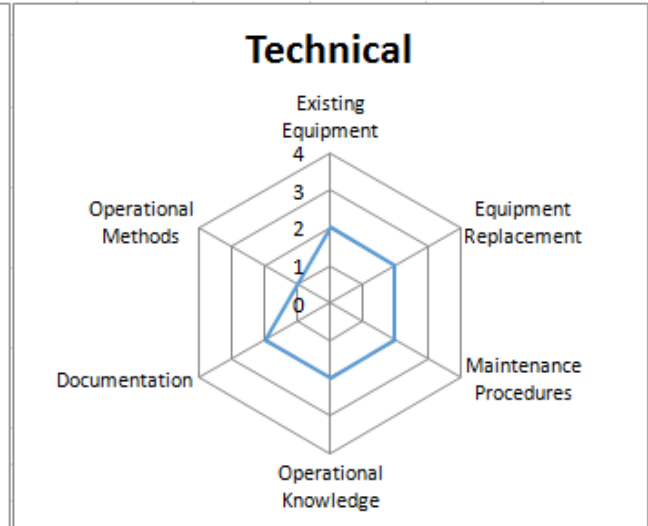 Technical
Existing
Equipment
4
3
2
1
0
Operational
Methods
Equipment
Replacement
Documentation
Maintenance
Procedures
Operational
Knowledge